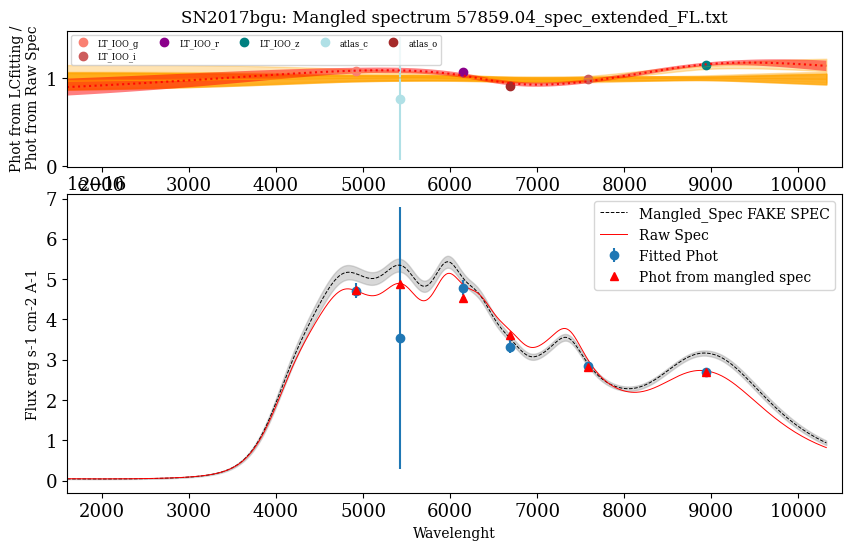 SN2017bgu: Mangled spectrum 57859.04_spec_extended_FL.txt
Phot from LCfitting /
Phot from Raw Spec
LT_IOO_g LT_IOO_r LT_IOO_z atlas_c atlas_o
LT_IOO_i
1
0
2000 3000 4000 5000 6000 7000 8000 9000 10000
1e−16
Mangled_Spec FAKE SPEC
Raw Spec
Fitted Phot
Phot from mangled spec
Flux erg s-1 cm-2 A-1
7
6
5
4
3
2
1
0
2000 3000 4000 5000 6000 7000 8000 9000 10000
Wavelenght